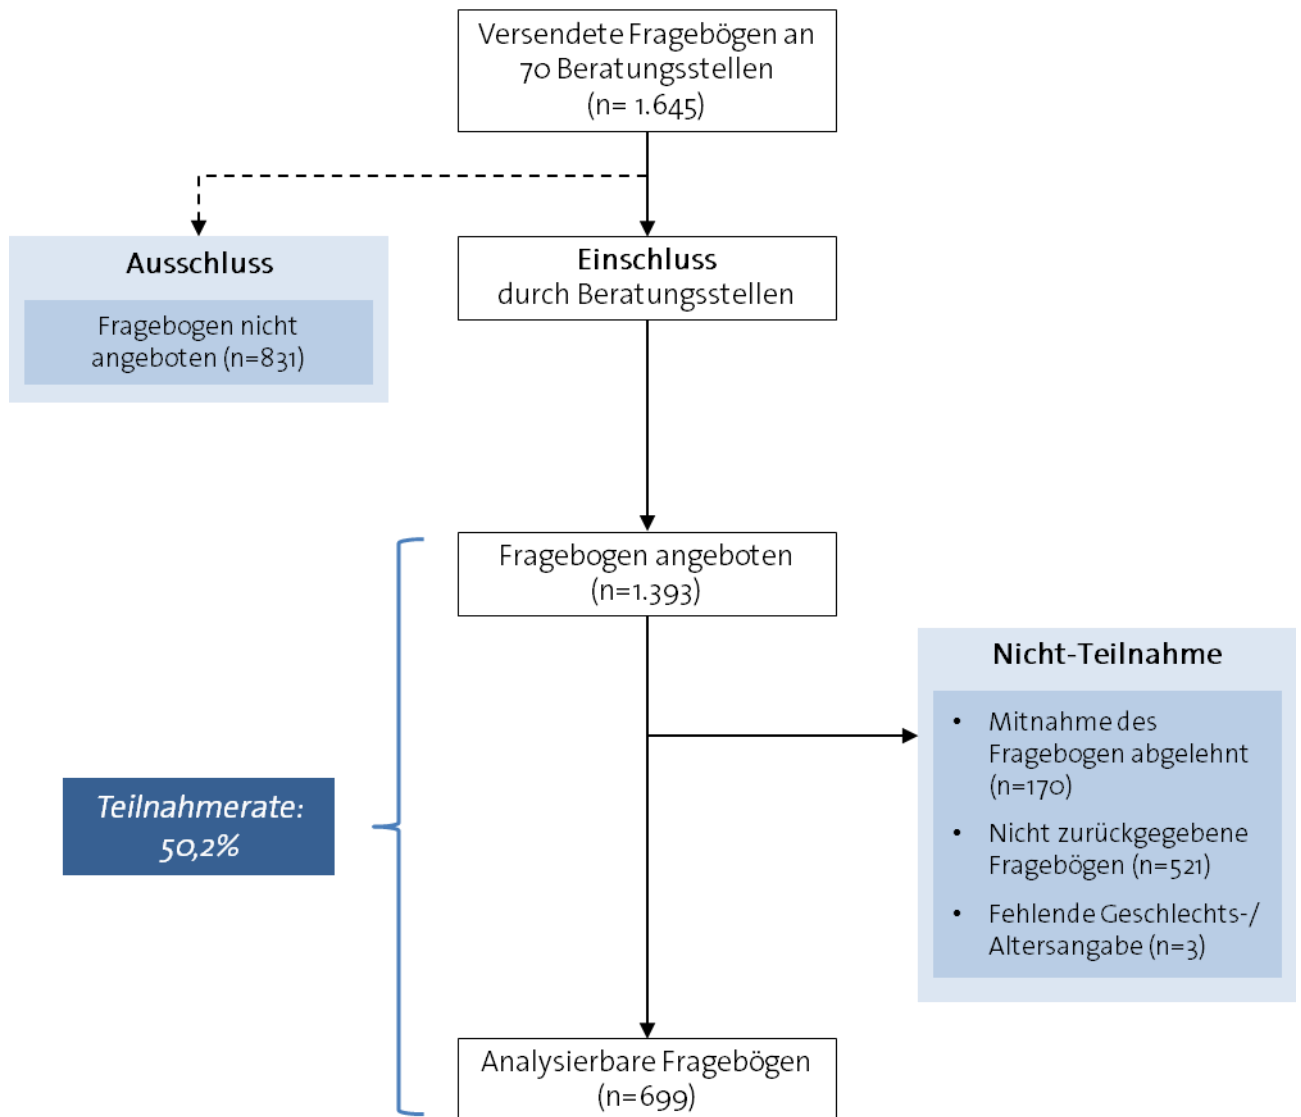 Versendete Fragebögen an
70 Beratungsstellen
(n= 1.645)
Ausschluss
Fragebogen nicht
angeboten (n=831)
Einschluss
durch Beratungsstellen
Fragebogen angeboten
(n=1.393)
Nicht-Teilnahme
• Mitnahme des
Fragebogen abgelehnt
(n=170)
• Nicht zurückgegebene
Fragebögen (n=521)
• Fehlende Geschlechts-/
Altersangabe (n=3)
Teilnahmerate:
50,2%
Analysierbare Fragebögen
(n=699)